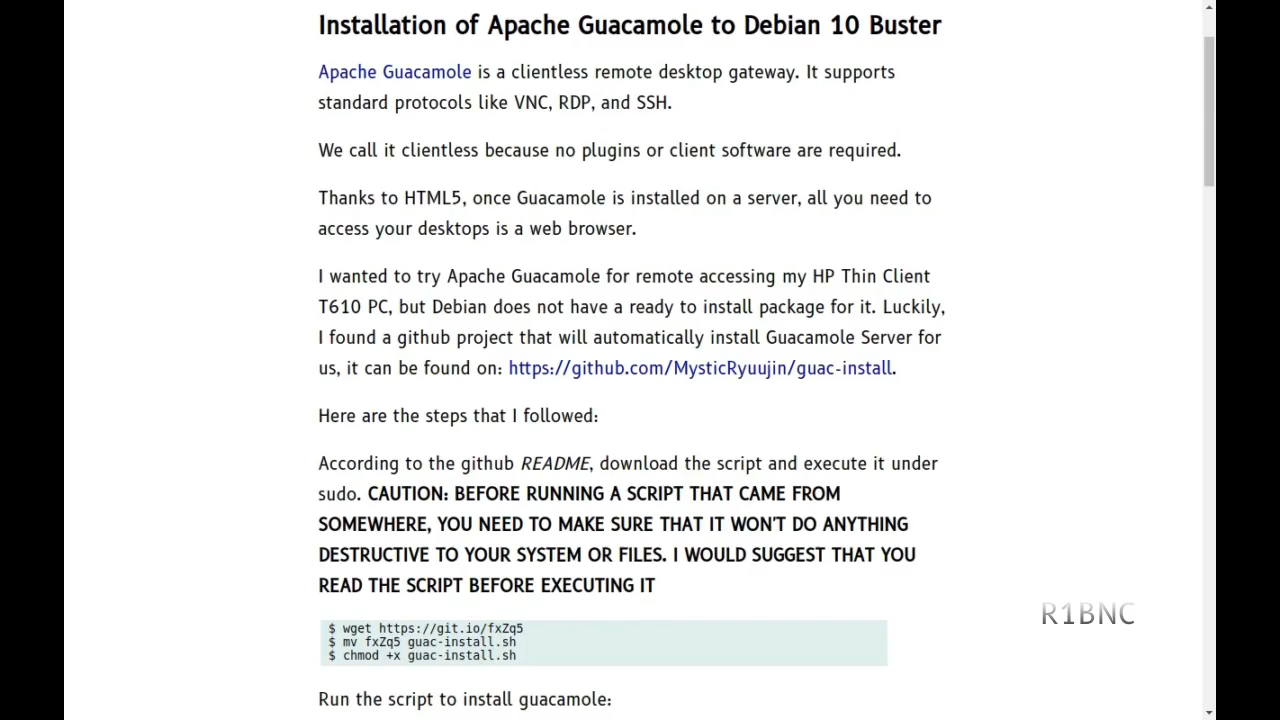 Installation of Apache Guacamole to Debian 10 Buster
Apache Guacamole is a clientless remote desktop gateway. It supports
standard protocols like VNC, RDP, and SSH.
We call it clientless because no plugins or client software are required.
Thanks to HTML5, once Guacamole is installed on a server, all you need to
access your desktops is a web browser.
I wanted to try Apache Guacamole for remote accessing my HP Thin Client
T610 PC, but Debian does not have a ready to install package for it. Luckily,
I found a github project that will automatically install Guacamole Server for
us, it can be found on: https://github.com/MysticRyuujin/guac-install.
Here are the steps that I followed:
According to the github README, download the script and execute it under
sudo. CAUTION: BEFORE RUNNING A SCRIPT THAT CAME FROM
SOMEWHERE, YOU NEED TO MAKE SURE THAT IT WON'T DO ANYTHING
DESTRUCTIVE TO YOUR SYSTEM OR FILES. I WOULD SUGGEST THAT YOU
READ THE SCRIPT BEFORE EXECUTING IT
R1BNC
$ wget https://git.io/fxZq5
$ mv fxZq5 guac-install.sh
$ chmod +x guac-install.sh
Run the script to install guacamole: